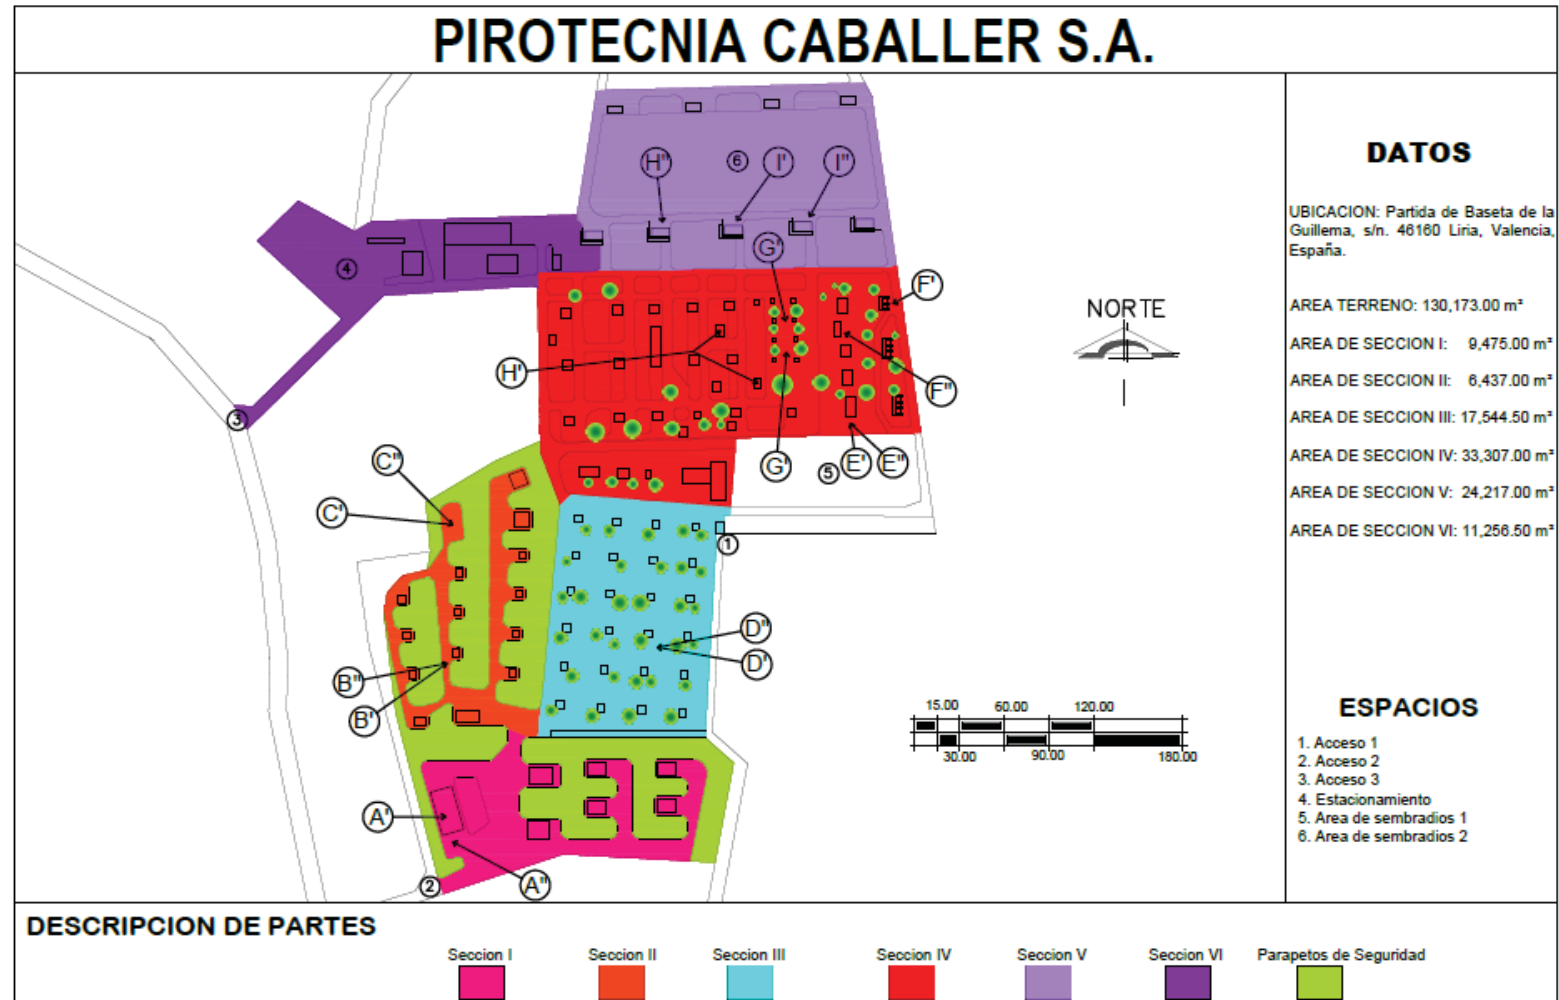 PIROTECNIA CABALLER S.A.
DATOS
UBICACION: Partida de Baseta de la
Guillema, s/n. 46160 Liria, Valencia,
España.
AREA TERRENO: 130,173.00 m²
AREA DE SECCION I: 9,475.00 m²
AREA DE SECCION II: 6,437.00 m²
AREA DE SECCION III: 17,544.50 m²
AREA DE SECCION IV: 33,307.00 m²
AREA DE SECCION V: 24,217.00 m²
AREA DE SECCION VI: 11,256.50 m²
ESPACIOS
1. Acceso 1
2. Acceso 2
3. Acceso 3
4. Estacionamiento
5. Area de sembradios 1
6. Area de sembradios 2
H"
6
I'
I"
G'
4
F'
NORTE
H'
F"
3
C"
G'
5
E'
E"
C'
1
D"
D'
B"
B'
15.00 60.00 120.00
30.00 90.00 180.00
A'
2
A"
DESCRIPCION DE PARTES
Seccion I
Seccion II
Seccion III
Seccion IV
Seccion V
Seccion VI
Parapetos de Seguridad